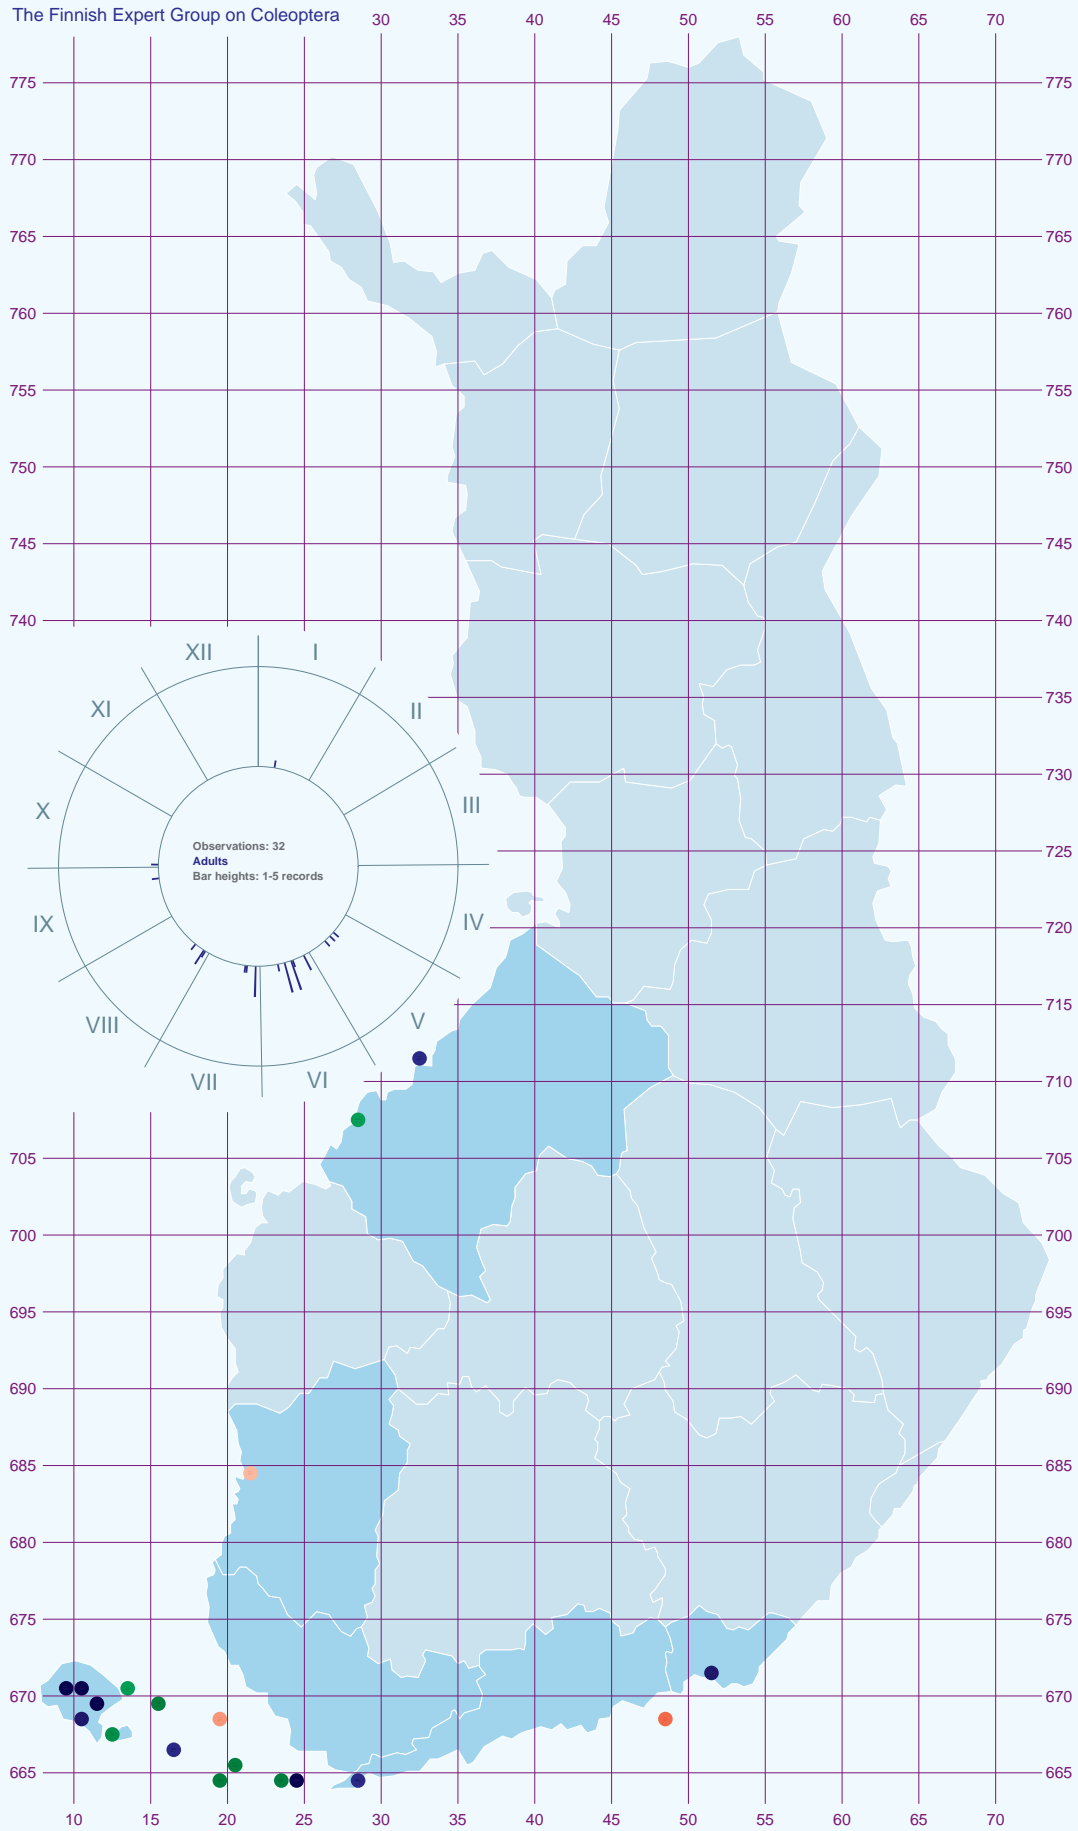 The Finnish Expert Group on Coleoptera 30 35 40 45 50 55 60 65 70
775 775
770 770
765 765
760 760
755 755
750 750
745 745
740 740
XII I
XI II
735
730
X III
725
Observations: 32
Adults
Bar heights: 1-5 records
IX IV 720
715
VIII V
VII VI 710
705 705
700 700
695 695
690 690
685 685
680 680
675 675
670 670
665 665
10 15 20 25 30 35 40 45 50 55 60 65 70